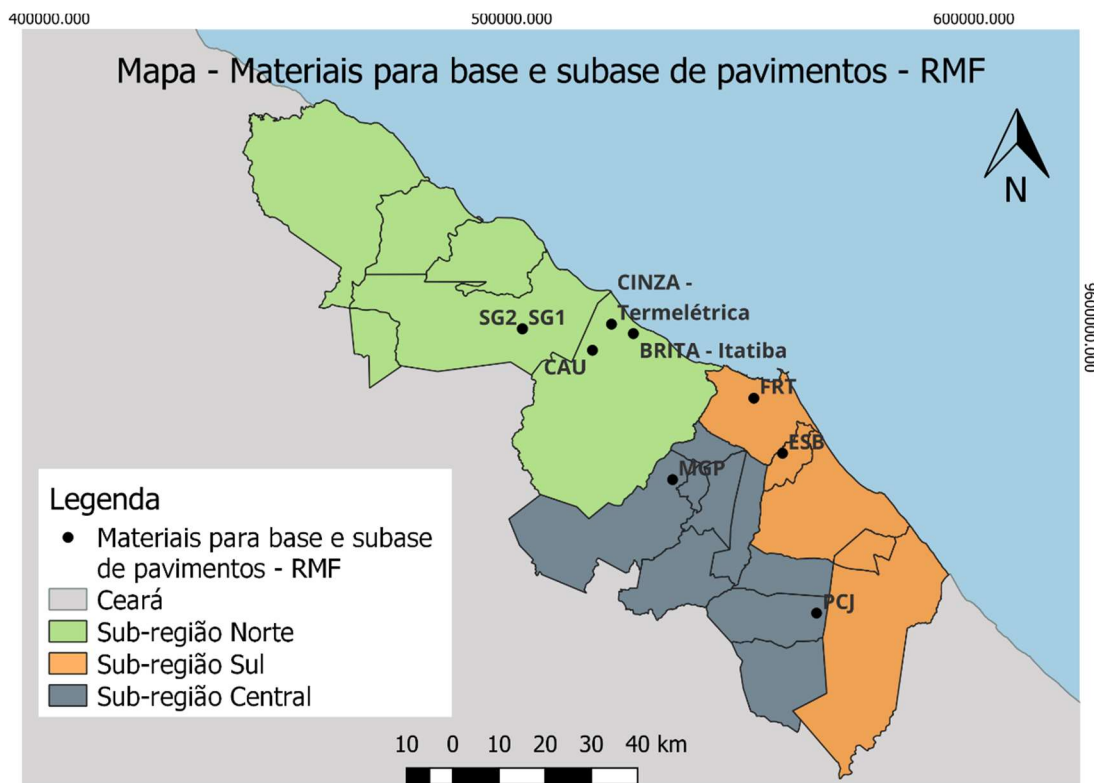 400000.000 500000.000 600000.000
Mapa - Materiais para base e subase de pavimentos - RMF
N
9600000.000
CINZA -
Termelétrica
SG2 SG1
BRITA - Itatiba
CAU
FRT
ESB
MGP
PCJ
Legenda
Materiais para base e subase
de pavimentos - RMF
Ceará
Sub-região Norte
Sub-região Sul
Sub-região Central
10 0 10 20 30 40 km